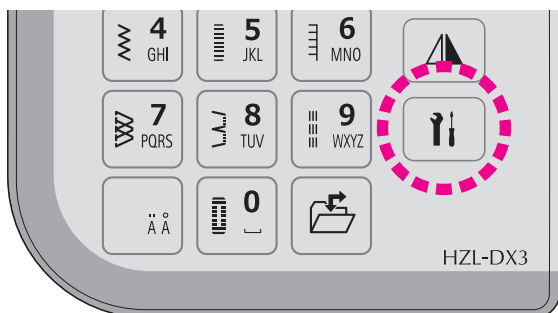 4 5 6
GHI JKL MNO
7 8 9
PQRS TUV WXYZ
Ä Å 0
HZL-DX3